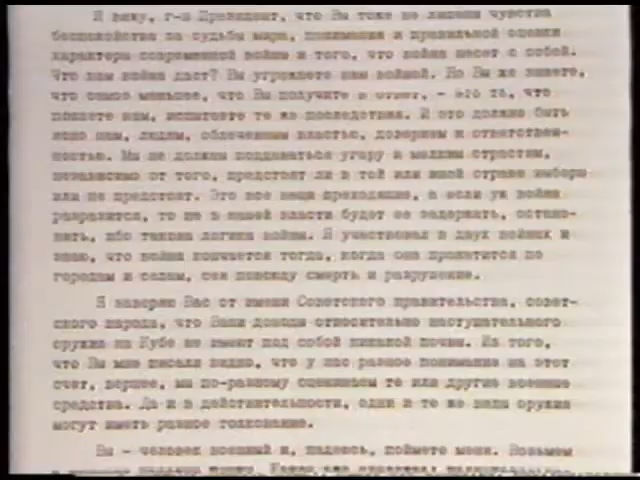 Я вижу, г-н Президент, что Вы тоже не лишены чувства
беспокойства за судьбы мира, понимания и правильной оценки
характера современной войны и того, что война несет с собой.
Что вам война даст? Вы угрожаете нам войной. Но Вы же знаете,
что самое меньшее, что Вы получите в ответ, - это то, что
пошлете нам, испытаете те же последствия. И это должно быть
ясно нам, людям, облеченным властью, доверием и ответствен-
ностью. Мы не должны поддаваться угару и мелким страстям,
независимо от того, предстоят ли в той или иной стране выборы
или не предстоят. Это все вещи преходящие, а если уж война
разразится, то не в нашей власти будет ее задержать, остано-
вить, ибо такова логика войны. Я участвовал в двух войнах и
знаю, что война кончается тогда, когда она прокатится по
городам и селам, сея повсюду смерть и разрушение.
Я заверяю Вас от имени Советского правительства, совет-
ского народа, что Ваши доводы относительно наступательного
оружия на Кубе не имеют под собой никакой почвы. Из того,
что Вы мне писали видно, что у нас разное понимание на этот
счет, вернее, мы по-разному оцениваем те или другие военные
средства. Да и в действительности, одни и те же виды оружия
могут иметь разное толкование.
Вы - человек военный и, надеюсь, поймете меня. Возьмем